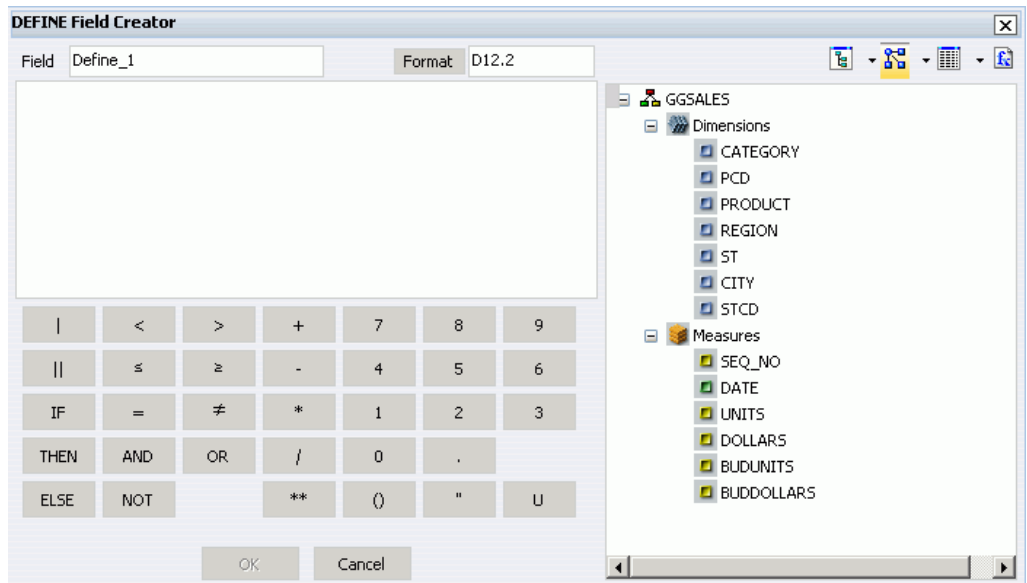 DEFINE Field Creator
Field Define_1 Format D12.2
GGSALES
Dimensions
CATEGORY
PCD
PRODUCT
REGION
ST
CITY
STCD
Measures
SEQ_NO
DATE
UNITS
DOLLARS
BUDUNITS
BUDDOLLARS
| < > + 7 8 9
|| ≤ ≥ - 4 5 6
IF = ≠ * 1 2 3
THEN AND OR / 0 .
ELSE NOT ** () " U
OK Cancel